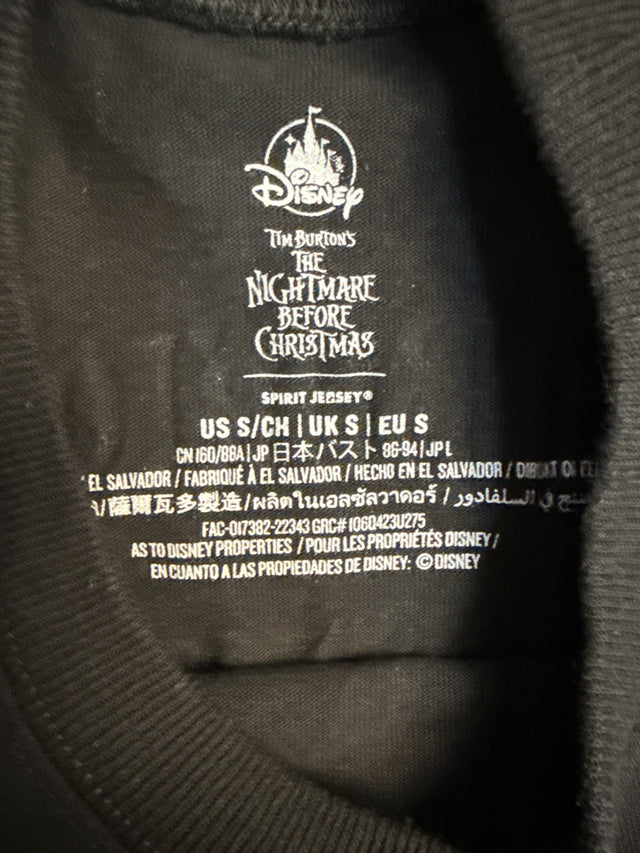 Disney
TIM BURTON'S
THE
NIGHTMARE
BEFORE
CHRISTMAS
SPIRIT JERSEY®
US S/CH | UK S | EU S
CN 160/88A | JP 日本バスト 86-94 | JP L
EL SALVADOR / FABRIQUÉ À EL SALVADOR / HECHO EN EL SALVADOR /
/薩爾瓦多製造/ผลิตในเอลซัลวาดอร์/ في السلفادور
FAC-017382-22343 GRC# 1060423U275
AS TO DISNEY PROPERTIES / POUR LES PROPRIÉTÉS DISNEY /
EN CUANTO A LAS PROPIEDADES DE DISNEY: ©DISNEY